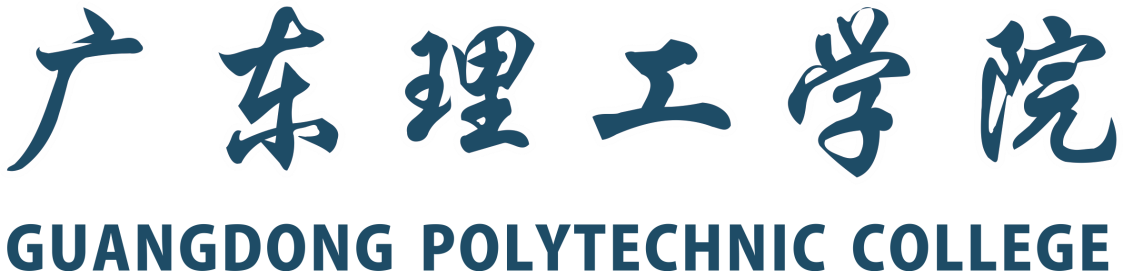 广东理工学院
GUANGDONG POLYTECHNIC COLLEGE